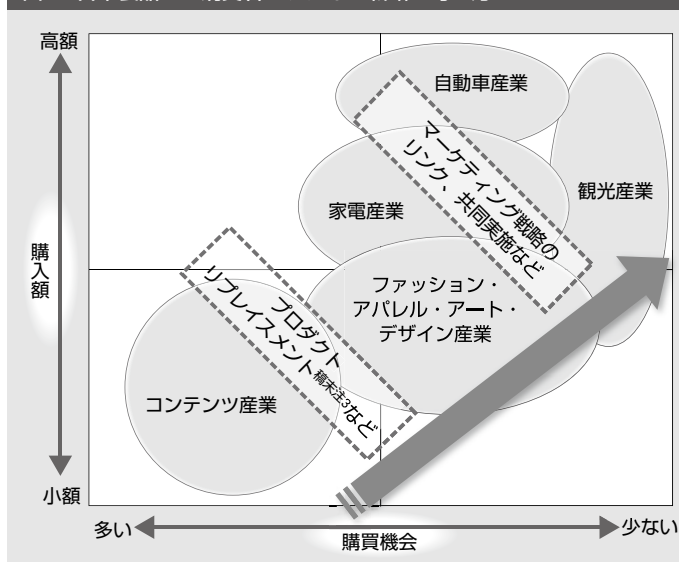 高額
自動車産業
マーケティング戦略の
リンク、共同実施など
観光産業
家電産業
購入額
ファッション・
アパレル・アート・
デザイン産業
プロダクト
リプレイスメント稿末注3など
コンテンツ産業
小額
多い
少ない
購買機会